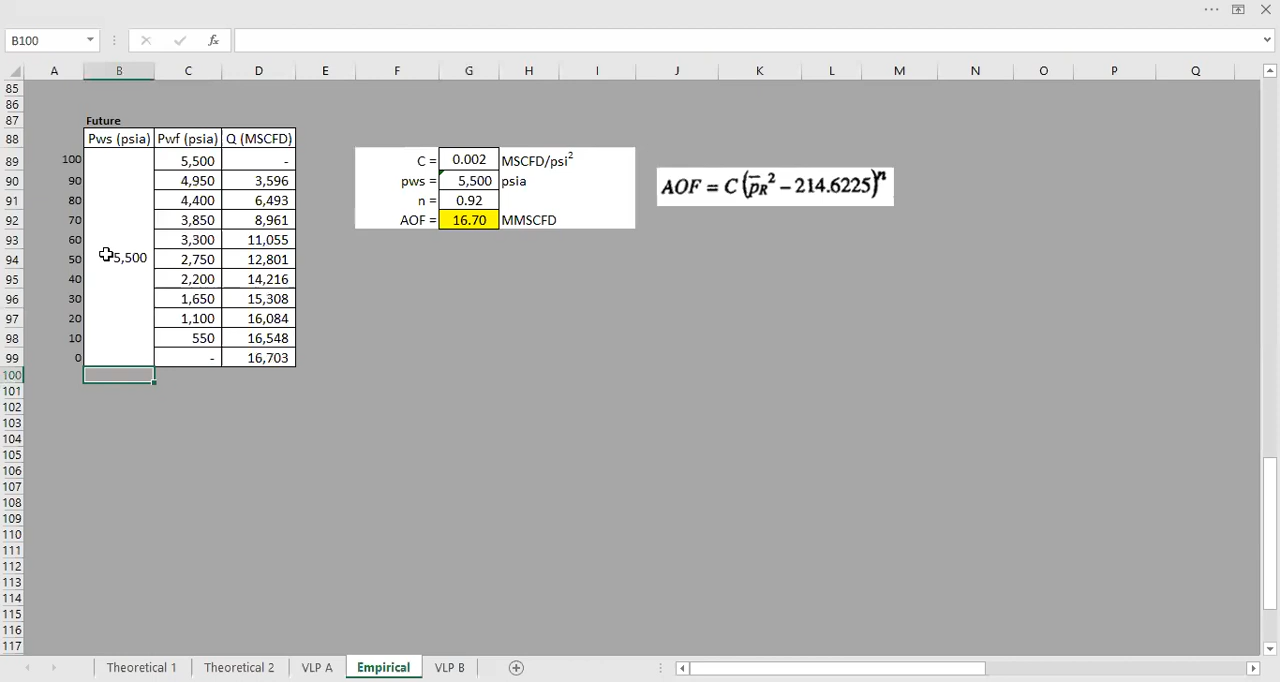 B100
fx
A B C D E F G H I J K L M N O P Q
85
86
87 Future
88 Pws (psia) Pwf (psia) Q (MSCFD)
89 100 5,500 - C = 0.002 MSCFD/psi²
90 90 4,950 3,596 pws = 5,500 psia
AOF = C(p̅R² − 214.6225)ⁿ
91 80 4,400 6,493 n = 0.92
92 70 3,850 8,961 AOF = 16.70 MMSCFD
93 60 3,300 11,055
94 50 5,500 2,750 12,801
95 40 2,200 14,216
96 30 1,650 15,308
97 20 1,100 16,084
98 10 550 16,548
99 0 - 16,703
100
101
102
103
104
105
106
107
108
109
110
111
112
113
114
115
116
117
Theoretical 1 Theoretical 2 VLP A Empirical VLP B